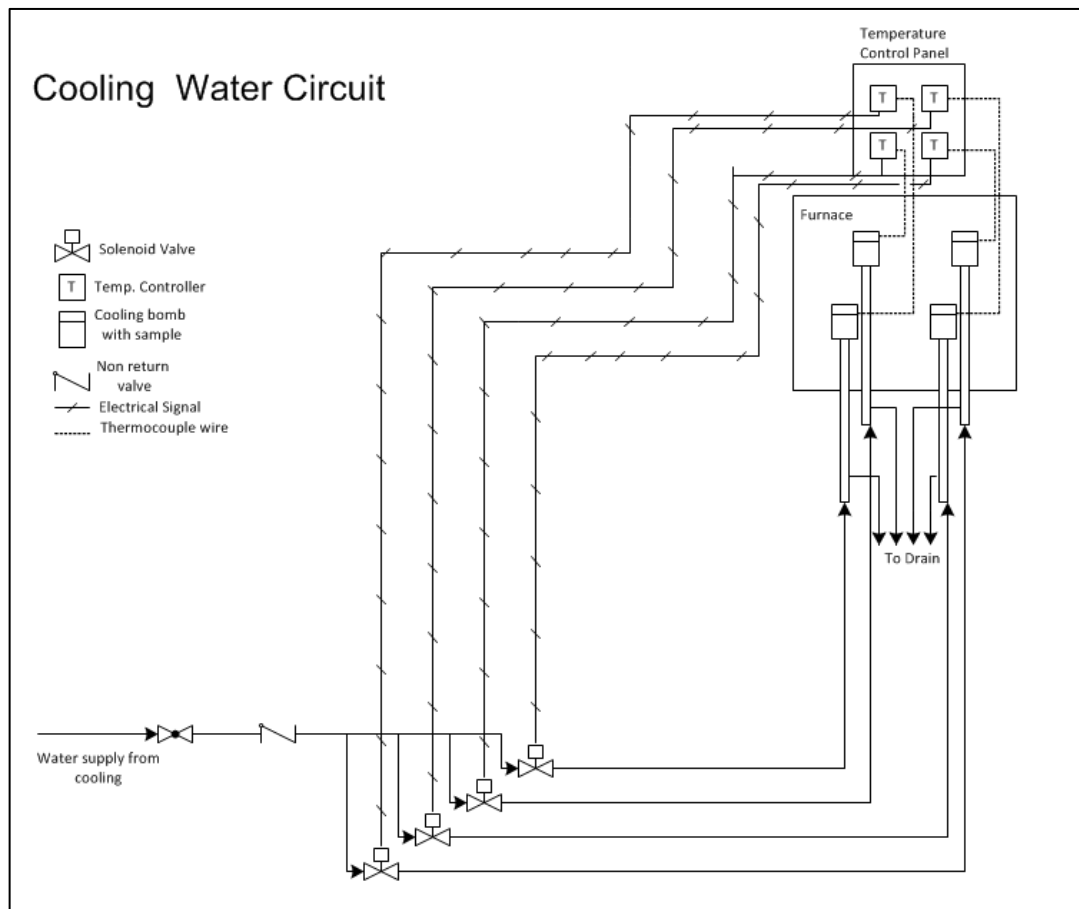 Temperature
Control Panel
Cooling Water Circuit
T T
T T
Furnace
Solenoid Valve
T Temp. Controller
Cooling bomb
with sample
Non return
valve
Electrical Signal
Thermocouple wire
To Drain
Water supply from
cooling